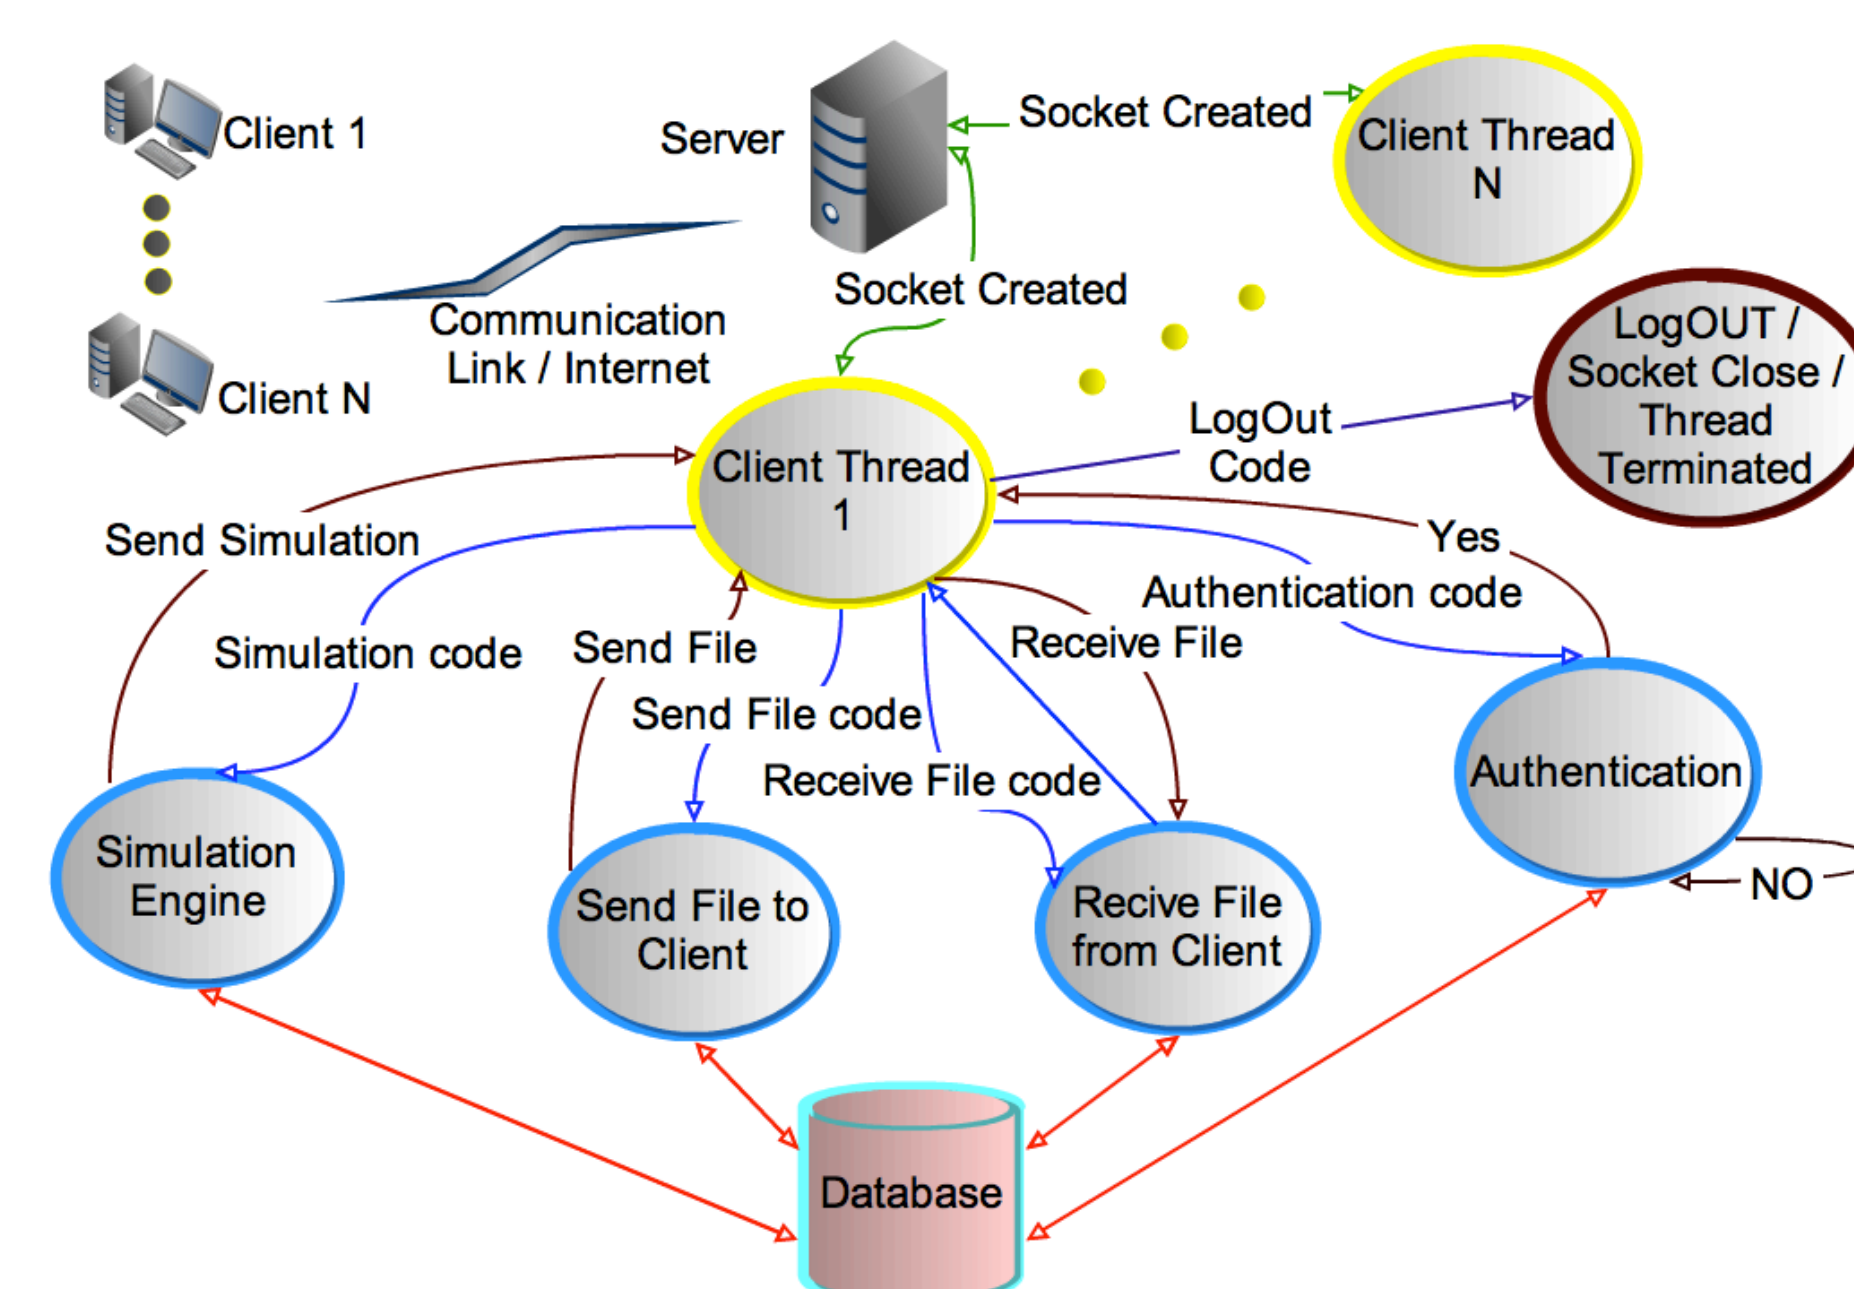 Client 1
Server
Socket Created
Client Thread
N
Socket Created
Communication
Link / Internet
Client N
LogOUT /
Socket Close /
Thread
Terminated
LogOut
Code
Client Thread
1
Send Simulation
Yes
Authentication code
Simulation code
Send File
Receive File
Send File code
Receive File code
Authentication
Simulation
Engine
Send File to
Client
Recive File
from Client
NO
Database